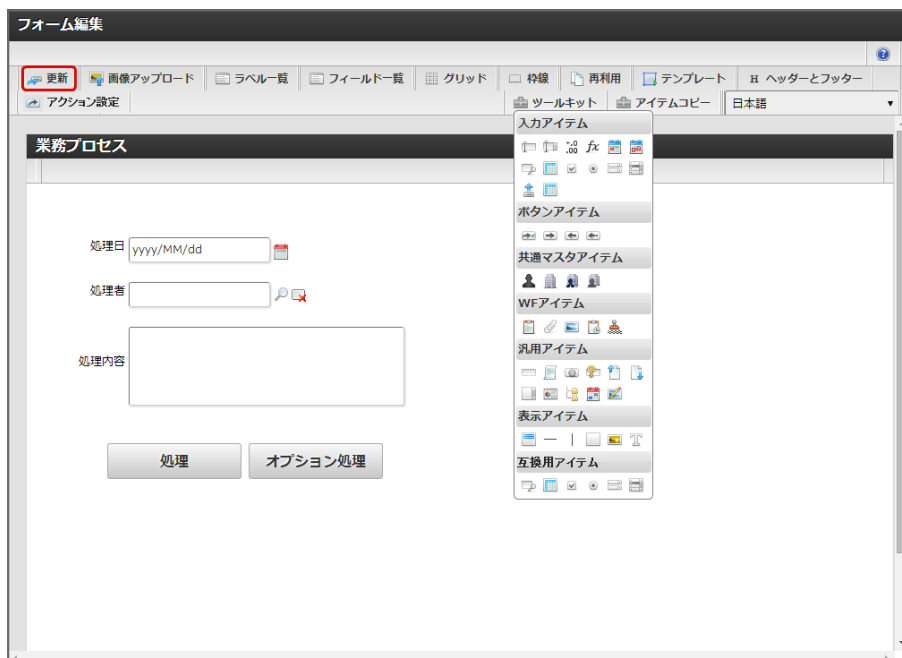 フォーム編集
更新 画像アップロード ラベル一覧 フィールド一覧 グリッド 枠線 再利用 テンプレート H ヘッダーとフッター
アクション設定 ツールキット アイテムコピー 日本語
入力アイテム
業務プロセス
ボタンアイテム
処理日 yyyy/MM/dd
共通マスタアイテム
処理者
WFアイテム
汎用アイテム
処理内容
表示アイテム
処理 オプション処理
互換用アイテム